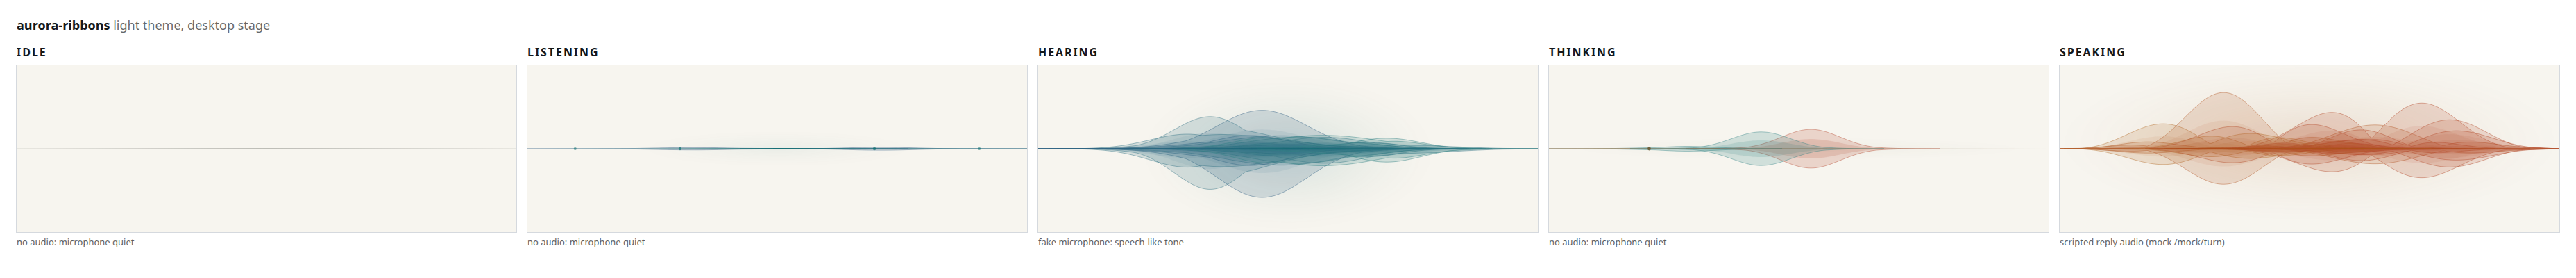 aurora-ribbons light theme, desktop stage
IDLE
LISTENING
HEARING
THINKING
SPEAKING
no audio: microphone quiet
no audio: microphone quiet
fake microphone: speech-like tone
no audio: microphone quiet
scripted reply audio (mock /mock/turn)